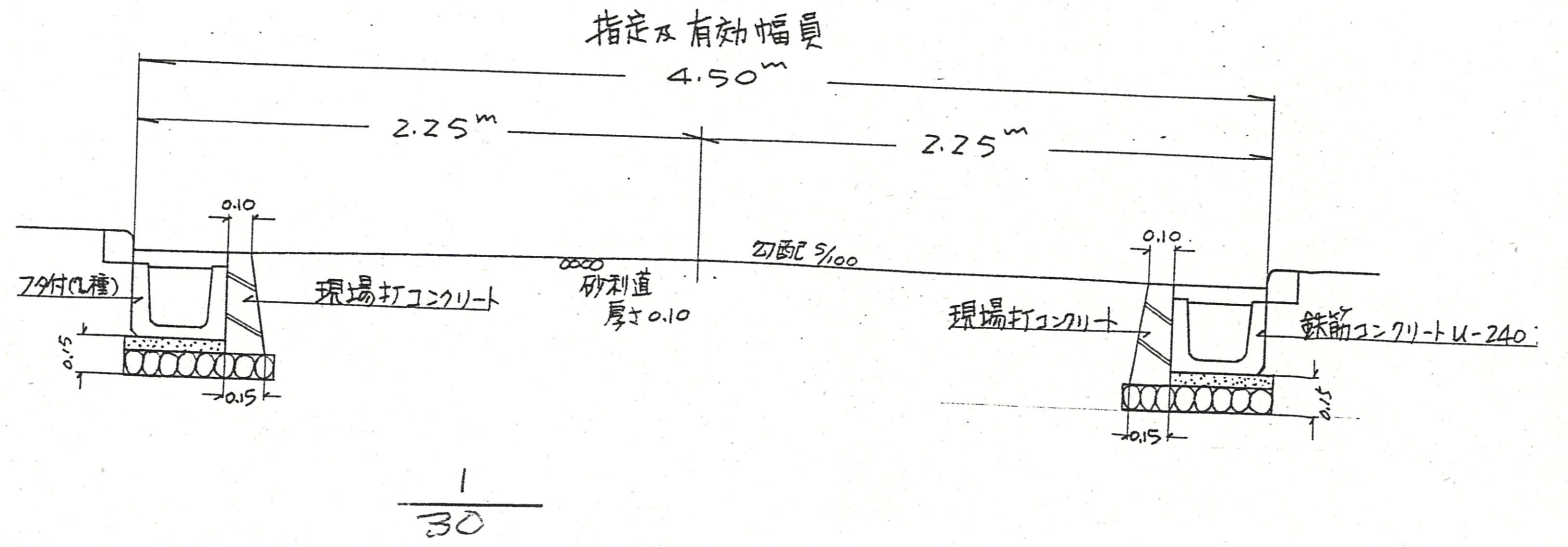 指定及有効幅員
4.50m
2.25m
2.25m
0.10
0.10
勾配 5/100
砂利道
厚さ 0.10
フタ付(
種)
現場打コンクリート
現場打コンクリート
鉄筋コンクリートU-240
0.15
0.15
0.15
0.15
1
30